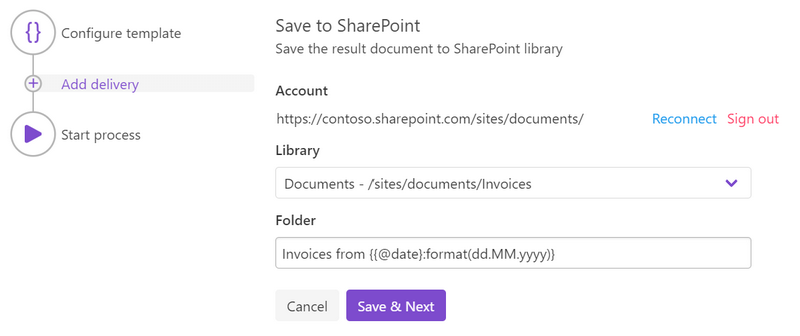 {}
Configure template
Add delivery
Start process
Save to SharePoint
Save the result document to SharePoint library
Account
https://contoso.sharepoint.com/sites/documents/ Reconnect Sign out
Library
Documents - /sites/documents/Invoices
Folder
Invoices from {{@date}:format(dd.MM.yyyy)}
Cancel Save & Next